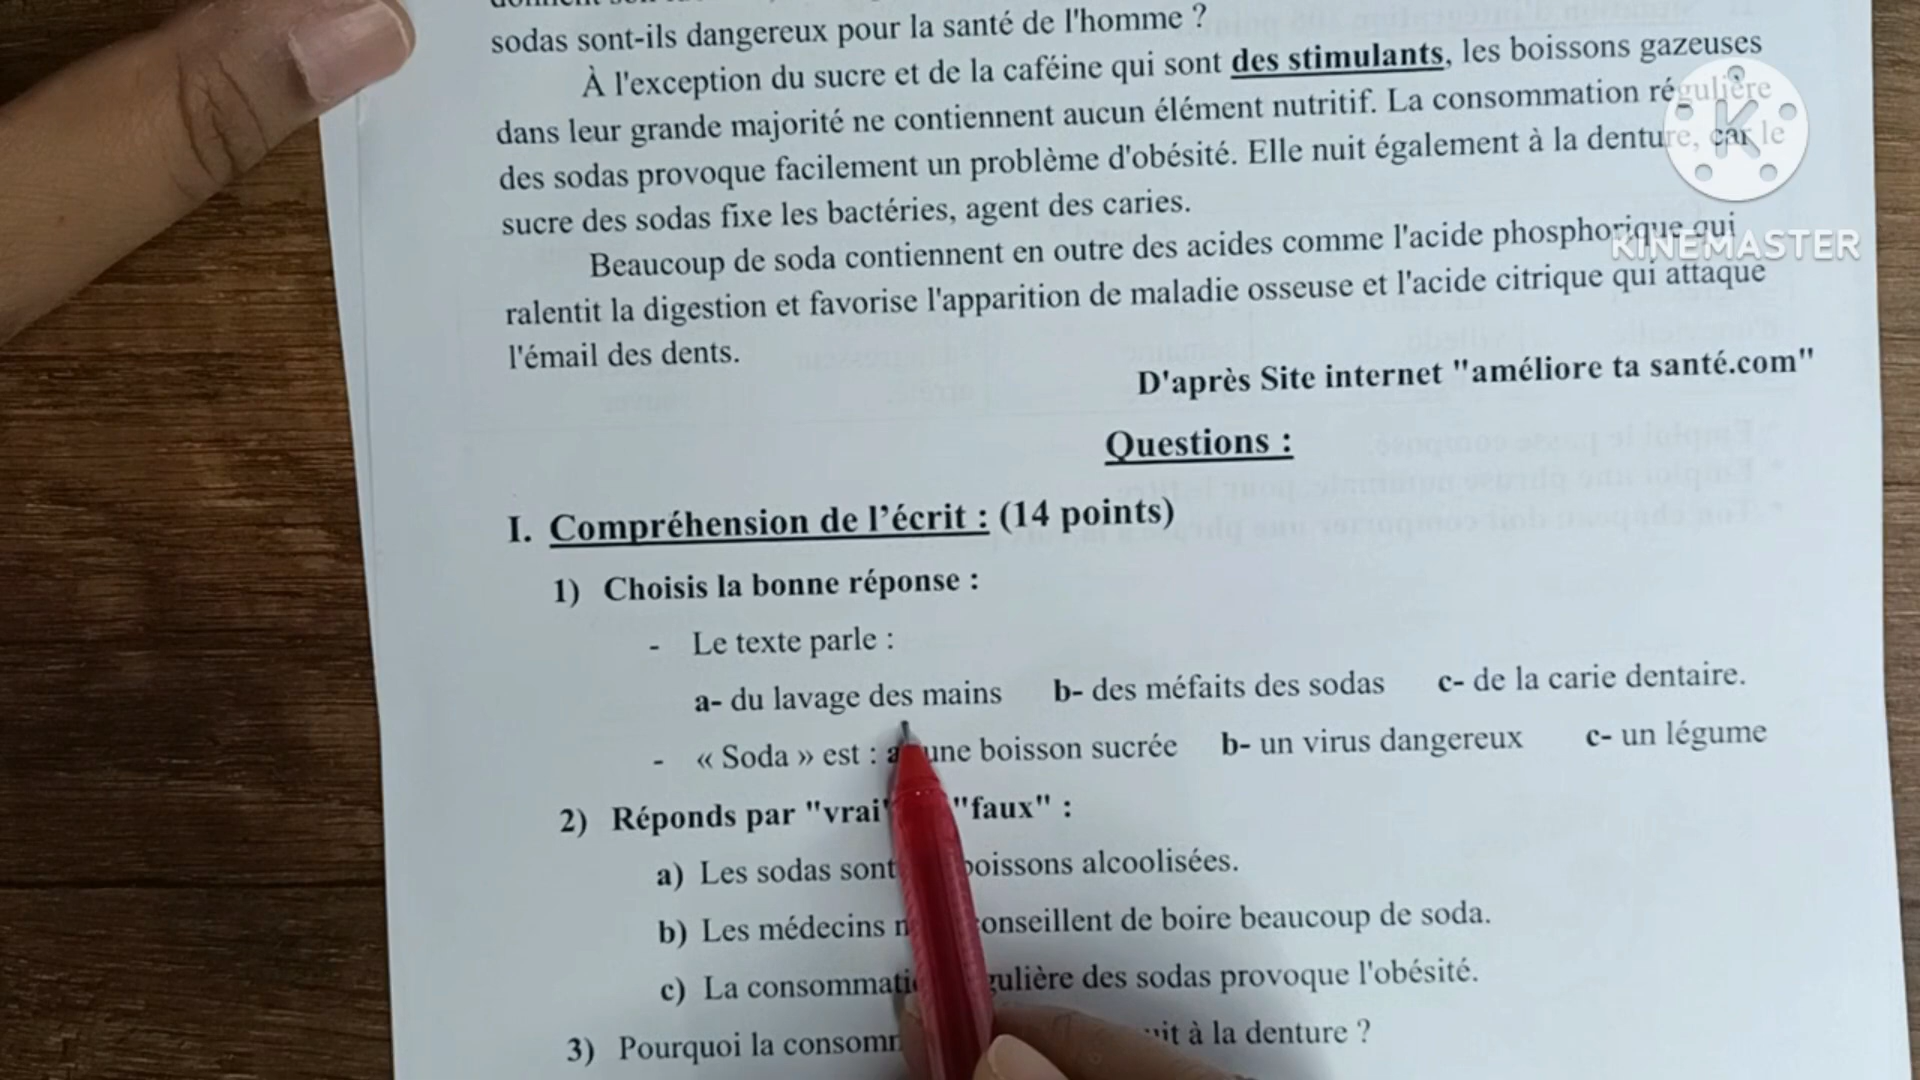 sodas sont-ils dangereux pour la santé de l'homme ?
À l'exception du sucre et de la caféine qui sont des stimulants, les boissons gazeuses
dans leur grande majorité ne contiennent aucun élément nutritif. La consommation régulière
des sodas provoque facilement un problème d'obésité. Elle nuit également à la denture, car le
sucre des sodas fixe les bactéries, agent des caries.
Beaucoup de soda contiennent en outre des acides comme l'acide phosphorique qui
KINEMASTER
ralentit la digestion et favorise l'apparition de maladie osseuse et l'acide citrique qui attaque
l'émail des dents.
D'après Site internet "améliore ta santé.com"
Questions :
I. Compréhension de l'écrit : (14 points)
1) Choisis la bonne réponse :
- Le texte parle :
a- du lavage des mains b- des méfaits des sodas c- de la carie dentaire.
- « Soda » est : a une boisson sucrée b- un virus dangereux c- un légume
2) Réponds par "vrai" "faux" :
a) Les sodas sont boissons alcoolisées.
b) Les médecins conseillent de boire beaucoup de soda.
c) La consommation régulière des sodas provoque l'obésité.
3) Pourquoi la à la denture ?